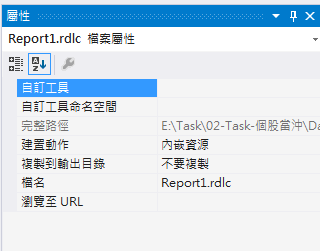 屬性
Report1.rdlc 檔案屬性
自訂工具
自訂工具命名空間
完整路徑 E:\Task\02-Task-個股當沖\Da
建置動作 內嵌資源
複製到輸出目錄 不要複製
檔名 Report1.rdlc
瀏覽至 URL